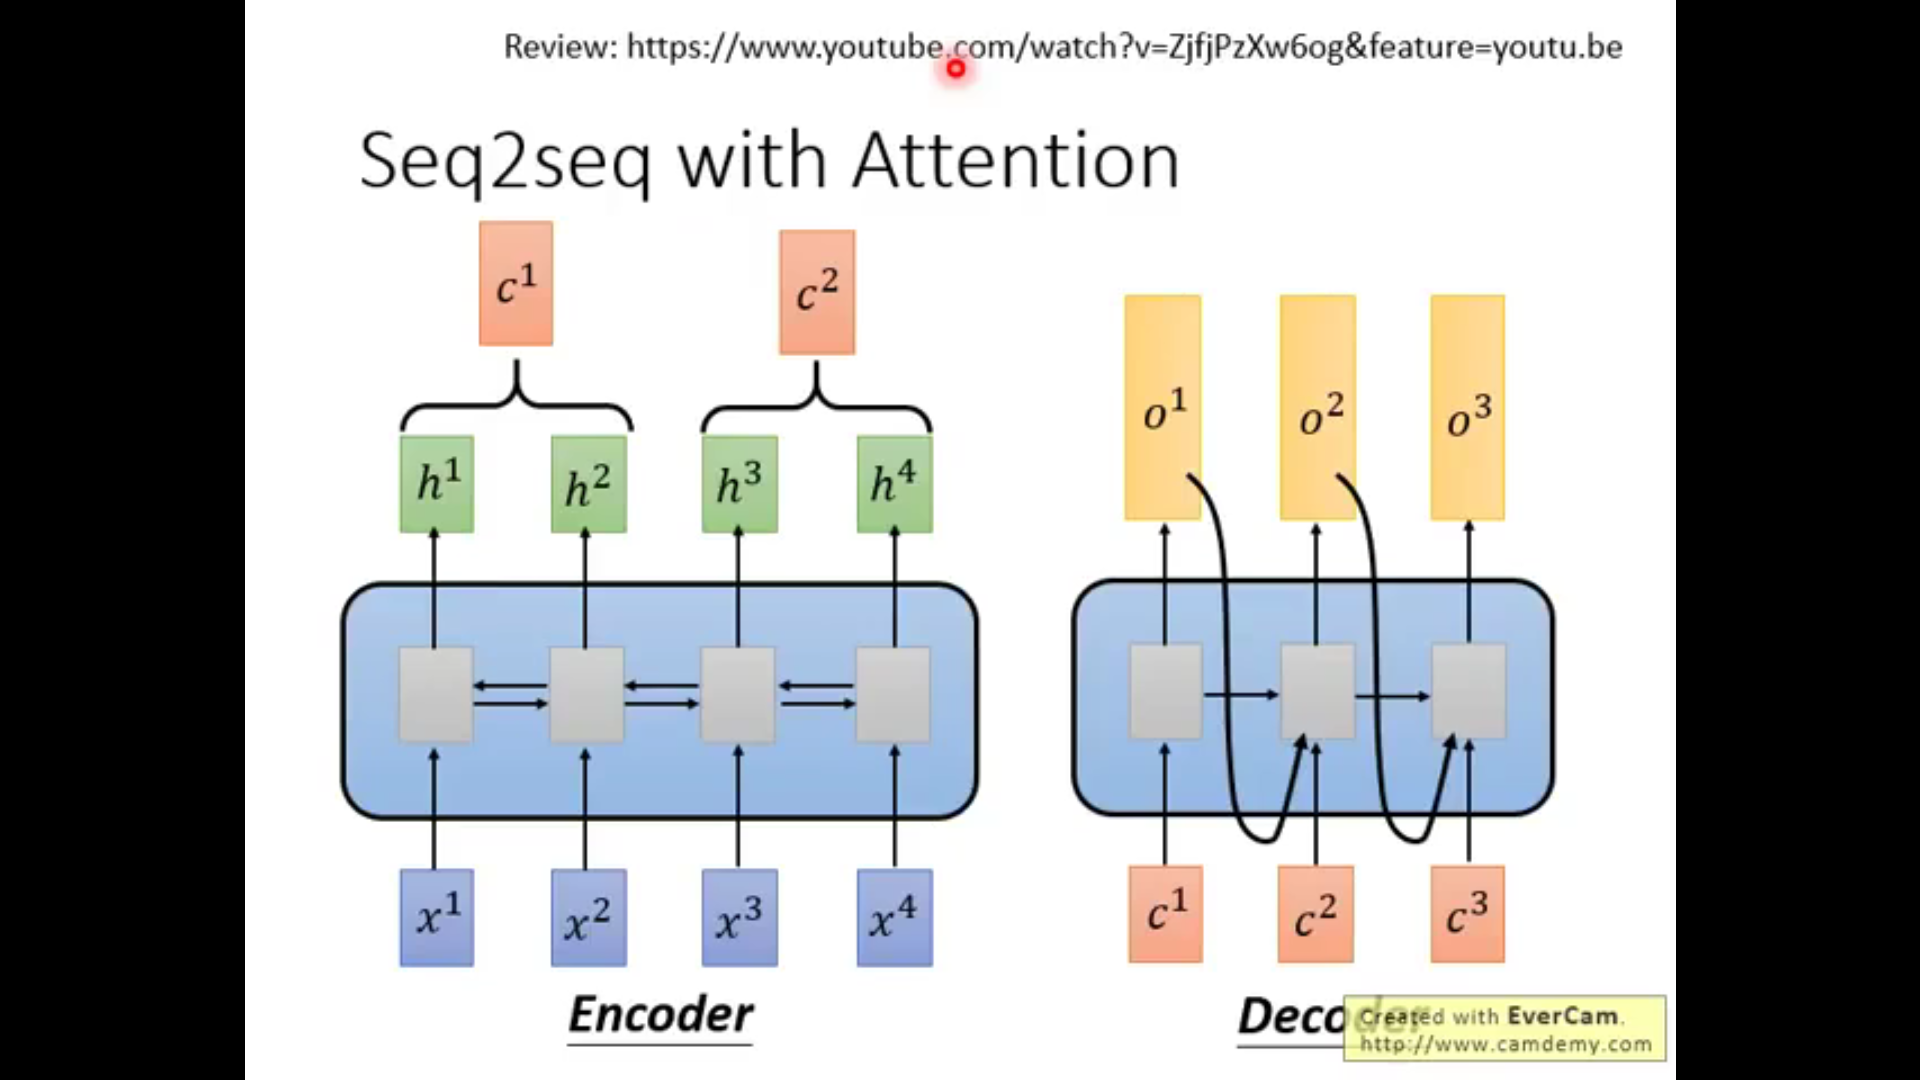 Review: https://www.youtube.com/watch?v=ZjfjPzXw6og&feature=youtu.be
Seq2seq with Attention
c¹ c²
o¹ o² o³
h¹ h² h³ h⁴
x¹ x² x³ x⁴
c¹ c² c³
Encoder
Decoder
Created with EverCam.
http://www.camdemy.com